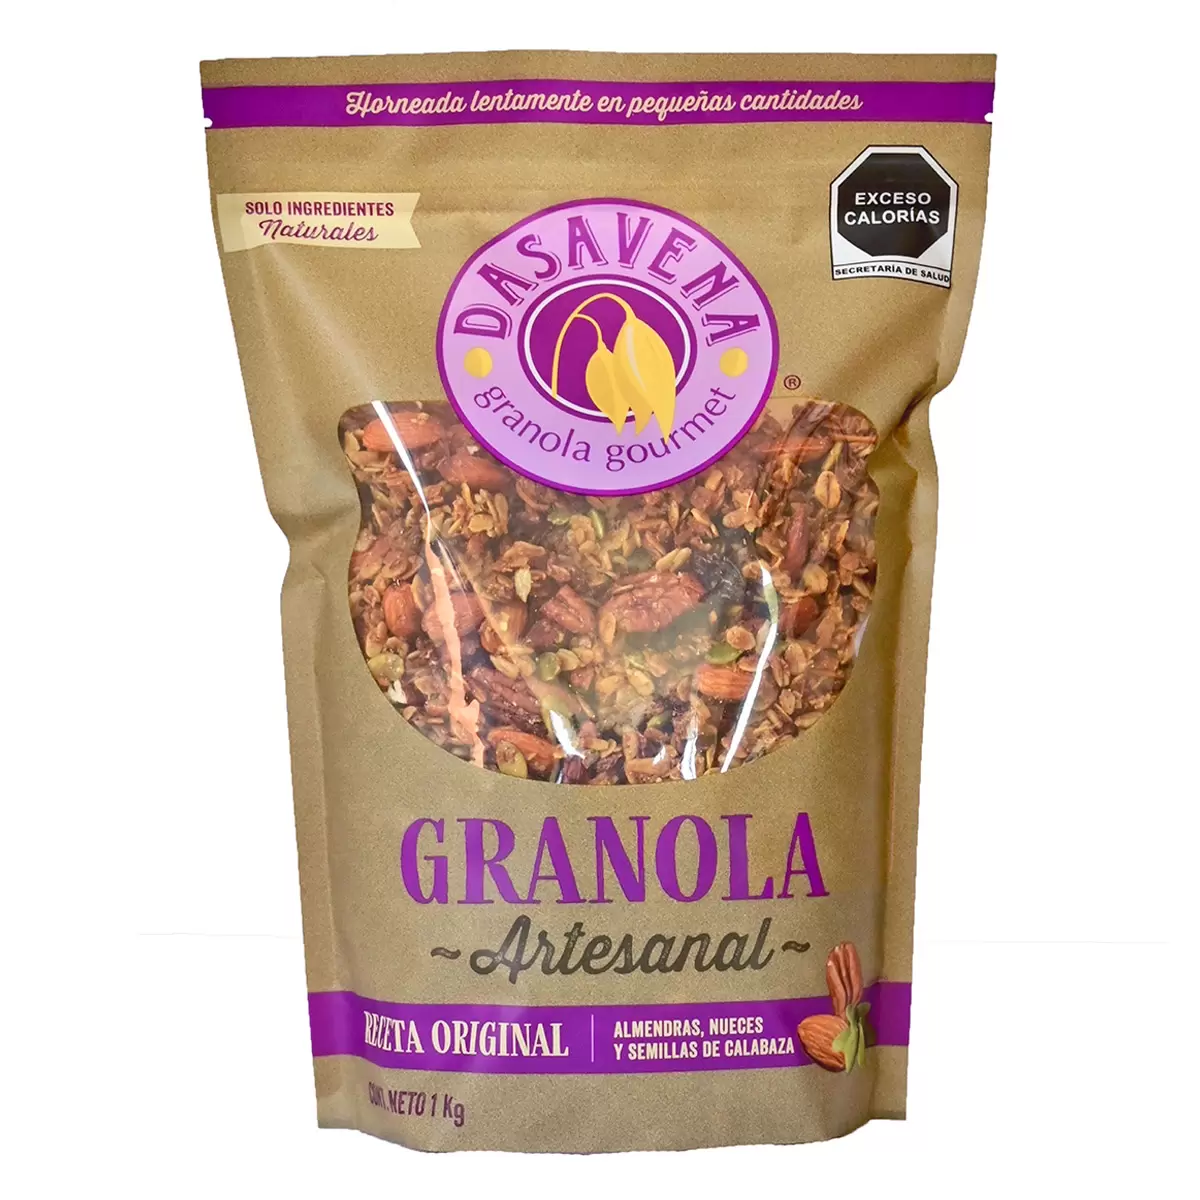 Horneada lentamente en pequeñas cantidades
SOLO INGREDIENTES
Naturales
EXCESO
CALORÍAS
SECRETARÍA DE SALUD
DASAVENA
granola gourmet
®
GRANOLA
~Artesanal~
RECETA ORIGINAL
ALMENDRAS, NUECES
Y SEMILLAS DE CALABAZA
CONT. NETO 1 Kg